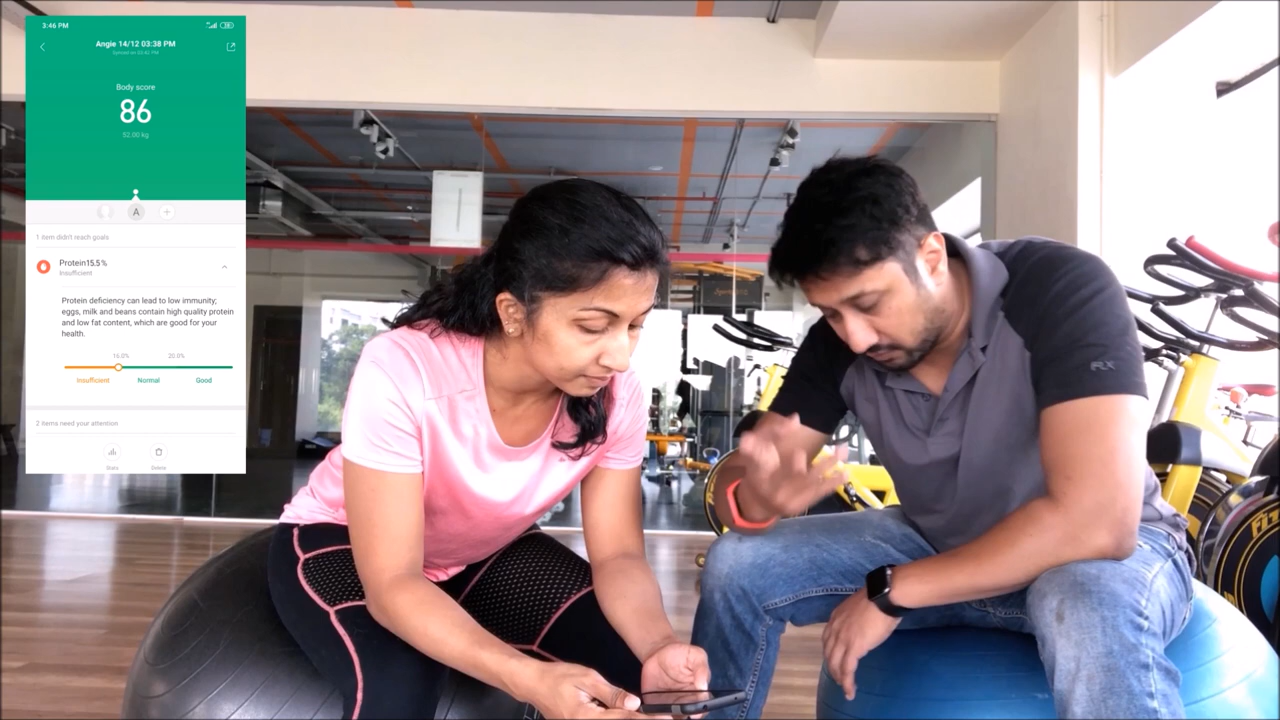 3:46 PM
Angie 14/12 03:38 PM
Body score
86
52.00 kg
A
1 item didn't reach goals
Protein15.5%
Insufficient
Protein deficiency can lead to low immunity;
eggs, milk and beans contain high quality protein
and low fat content, which are good for your
health.
16.0% 20.0%
Insufficient Normal Good
2 items need your attention
Stats Delete